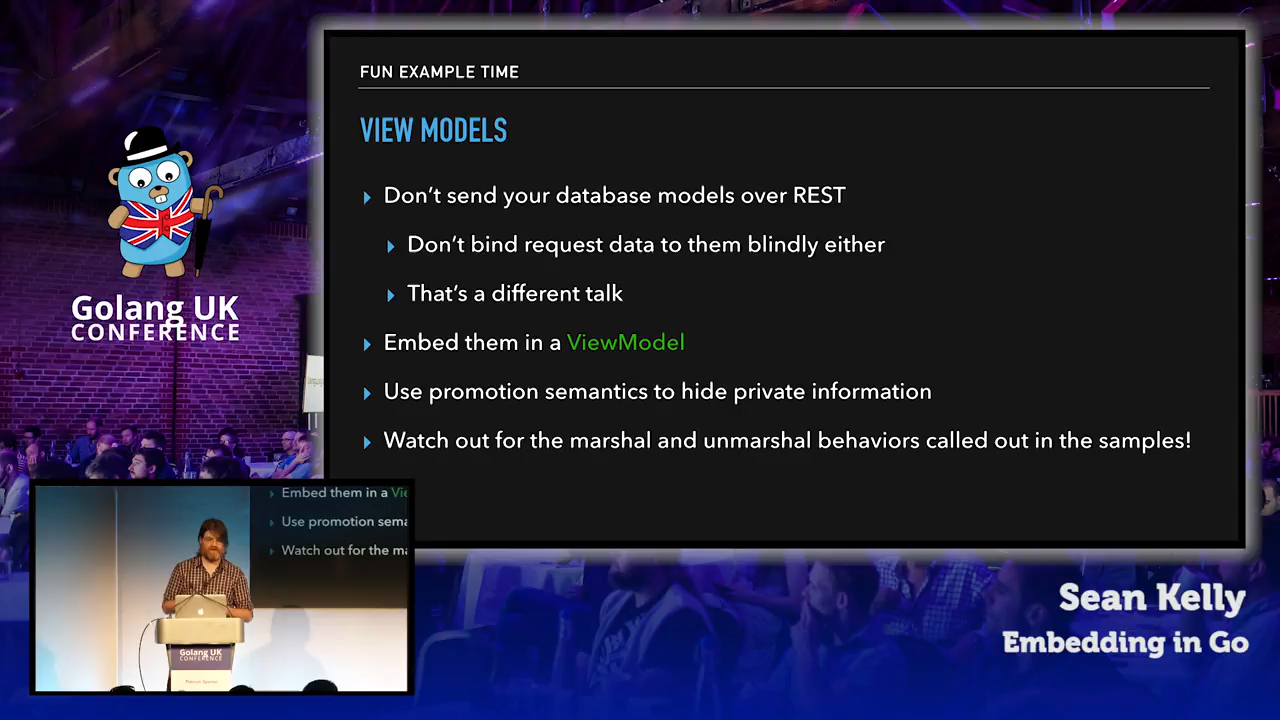 FUN EXAMPLE TIME
VIEW MODELS
Don’t send your database models over REST
Don’t bind request data to them blindly either
That’s a different talk
Embed them in a ViewModel
Use promotion semantics to hide private information
Watch out for the marshal and unmarshal behaviors called out in the samples!
Golang UK
CONFERENCE
Embed them in a Vie
Use promotion sema
Watch out for the ma
Golang UK
CONFERENCE
Sean Kelly
Embedding in Go